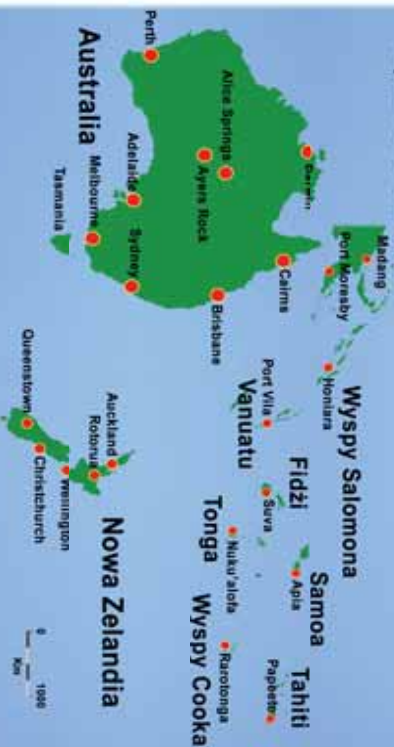 Madang
Wyspy Salomona
Port Moresby
Honiara
Samoa
Darwin
Fidżi
Tahiti
Apia
Cairns
Suva
Papeete
Port Vila
Vanuatu
Alice Springs
Nuku'alofa
Rarotonga
Brisbane
Tonga
Ayers Rock
Wyspy Cooka
Perth
Sydney
Adelaide
Auckland
Nowa Zelandia
Rotorua
Melbourne
Australia
Wellington
Tasmania
Christchurch
0 1000
Queenstown
Km